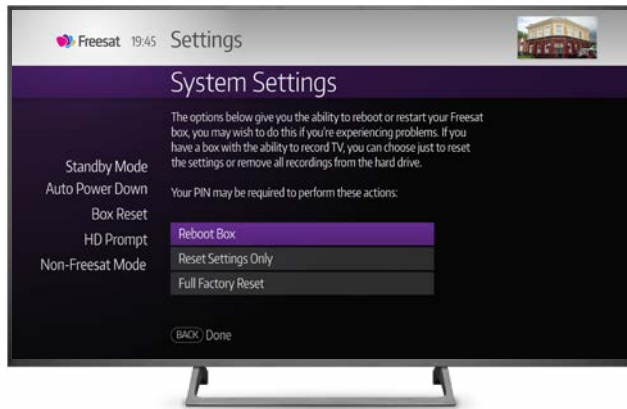 Freesat 19:45 Settings
System Settings
The options below give you the ability to reboot or restart your Freesat
box, you may wish to do this if you're experiencing problems. If you
have a box with the ability to record TV, you can choose just to reset
the settings or remove all recordings from the hard drive.
Your PIN may be required to perform these actions:
Standby Mode
Auto Power Down
Box Reset
HD Prompt
Non-Freesat Mode
Reboot Box
Reset Settings Only
Full Factory Reset
BACK Done